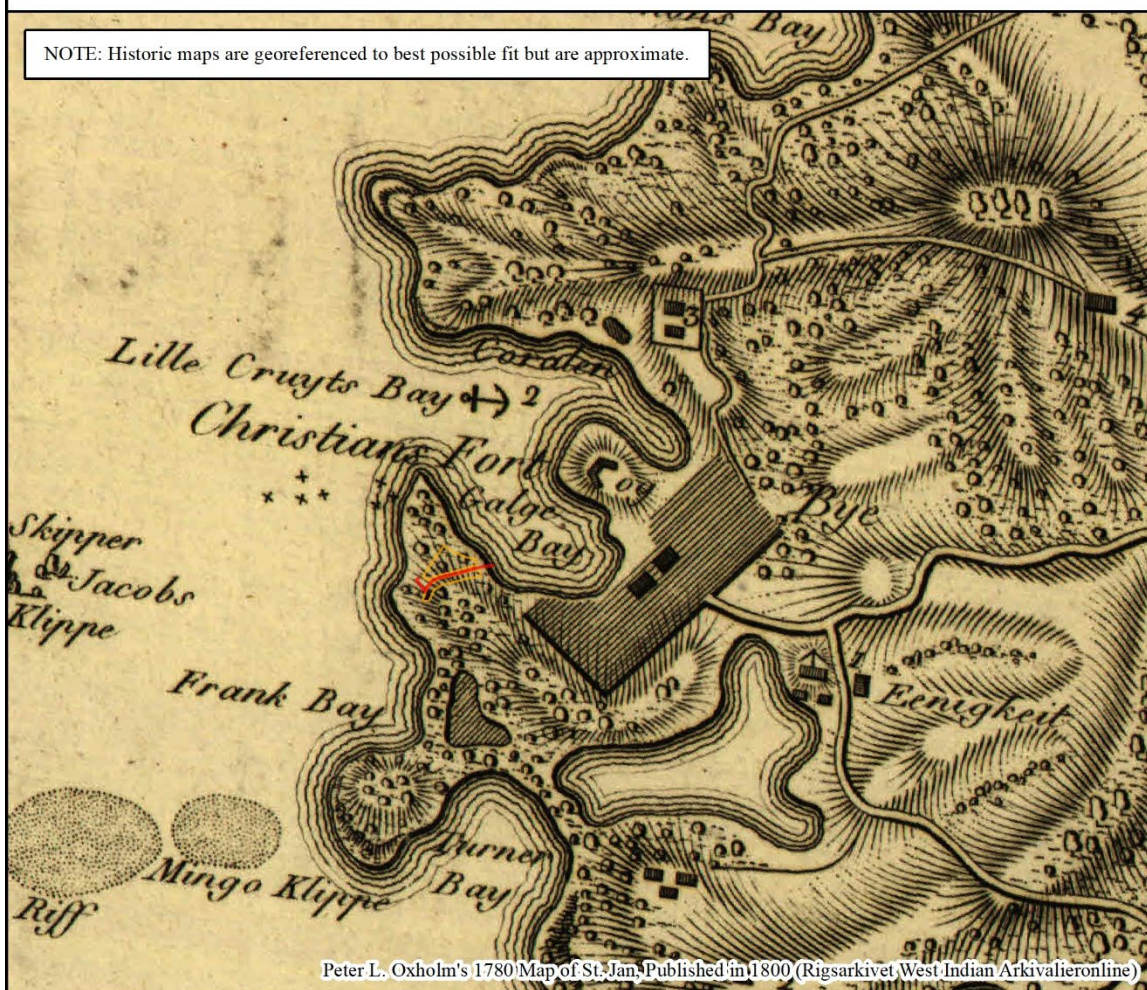 Bay
NOTE: Historic maps are georeferenced to best possible fit but are approximate.
3
4
Coralen
Lille Cruyts Bay 2
Christians Fort
Galge
Bay
Bye
Skipper
Jacobs
Klippe
Frank Bay
1
Eenigkeit
Turner
Bay
Mingo Klippe
Riff
Peter L. Oxholm's 1780 Map of St. Jan, Published in 1800 (Rigsarkivet West Indian Arkivalieronline)